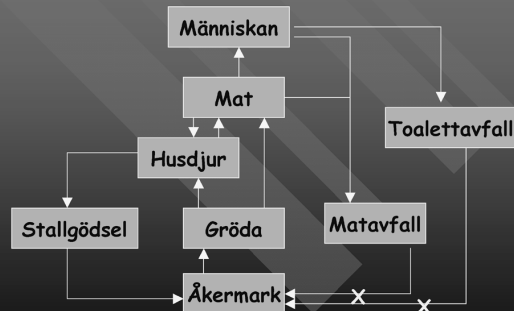 Människan
Mat
Toalettavfall
Husdjur
Stallgödsel
Gröda
Matavfall
Åkermark
X
X